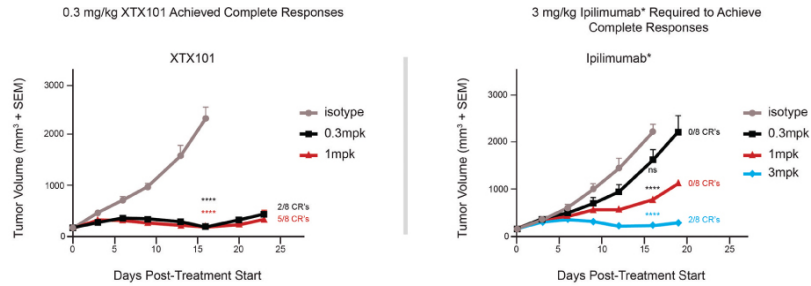 0.3 mg/kg XTX101 Achieved Complete Responses
XTX101
Tumor Volume (mm³ + SEM)
3000
2000
1000
0
0 5 10 15 20 25
Days Post-Treatment Start
isotype
0.3mpk
1mpk
****
****
2/8 CR's
5/8 CR's
3 mg/kg Ipilimumab* Required to Achieve
Complete Responses
Ipilimumab*
Tumor Volume (mm³ + SEM)
3000
2000
1000
0
0 5 10 15 20 25
Days Post-Treatment Start
isotype
0.3mpk
1mpk
3mpk
0/8 CR's
ns
****
0/8 CR's
****
2/8 CR's